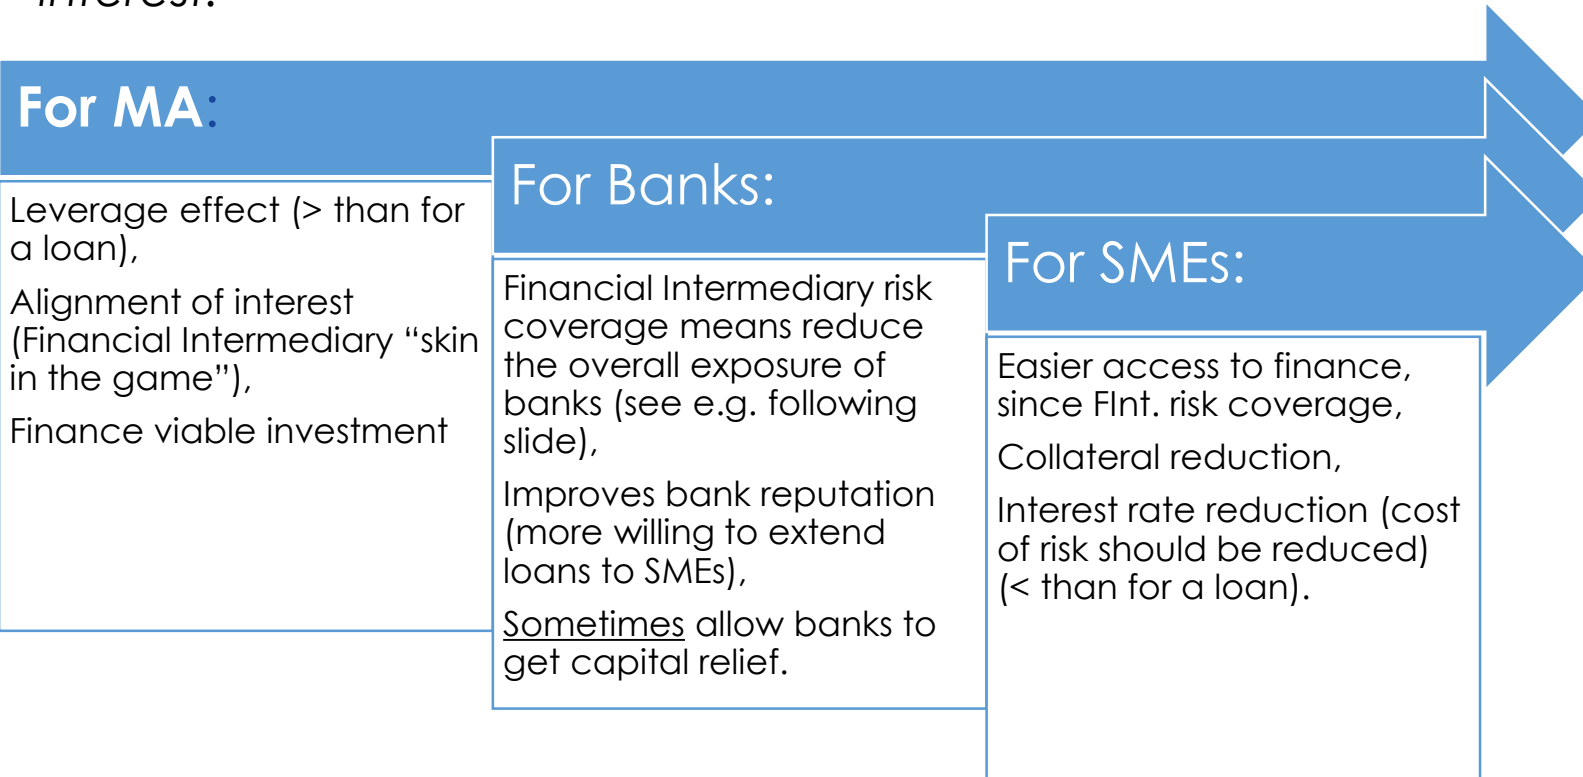 interest:
For MA:
Leverage effect (> than for
a loan),
Alignment of interest
(Financial Intermediary “skin
in the game”),
Finance viable investment
For Banks:
Financial Intermediary risk
coverage means reduce
the overall exposure of
banks (see e.g. following
slide),
Improves bank reputation
(more willing to extend
loans to SMEs),
Sometimes allow banks to
get capital relief.
For SMEs:
Easier access to finance,
since FInt. risk coverage,
Collateral reduction,
Interest rate reduction (cost
of risk should be reduced)
(< than for a loan).